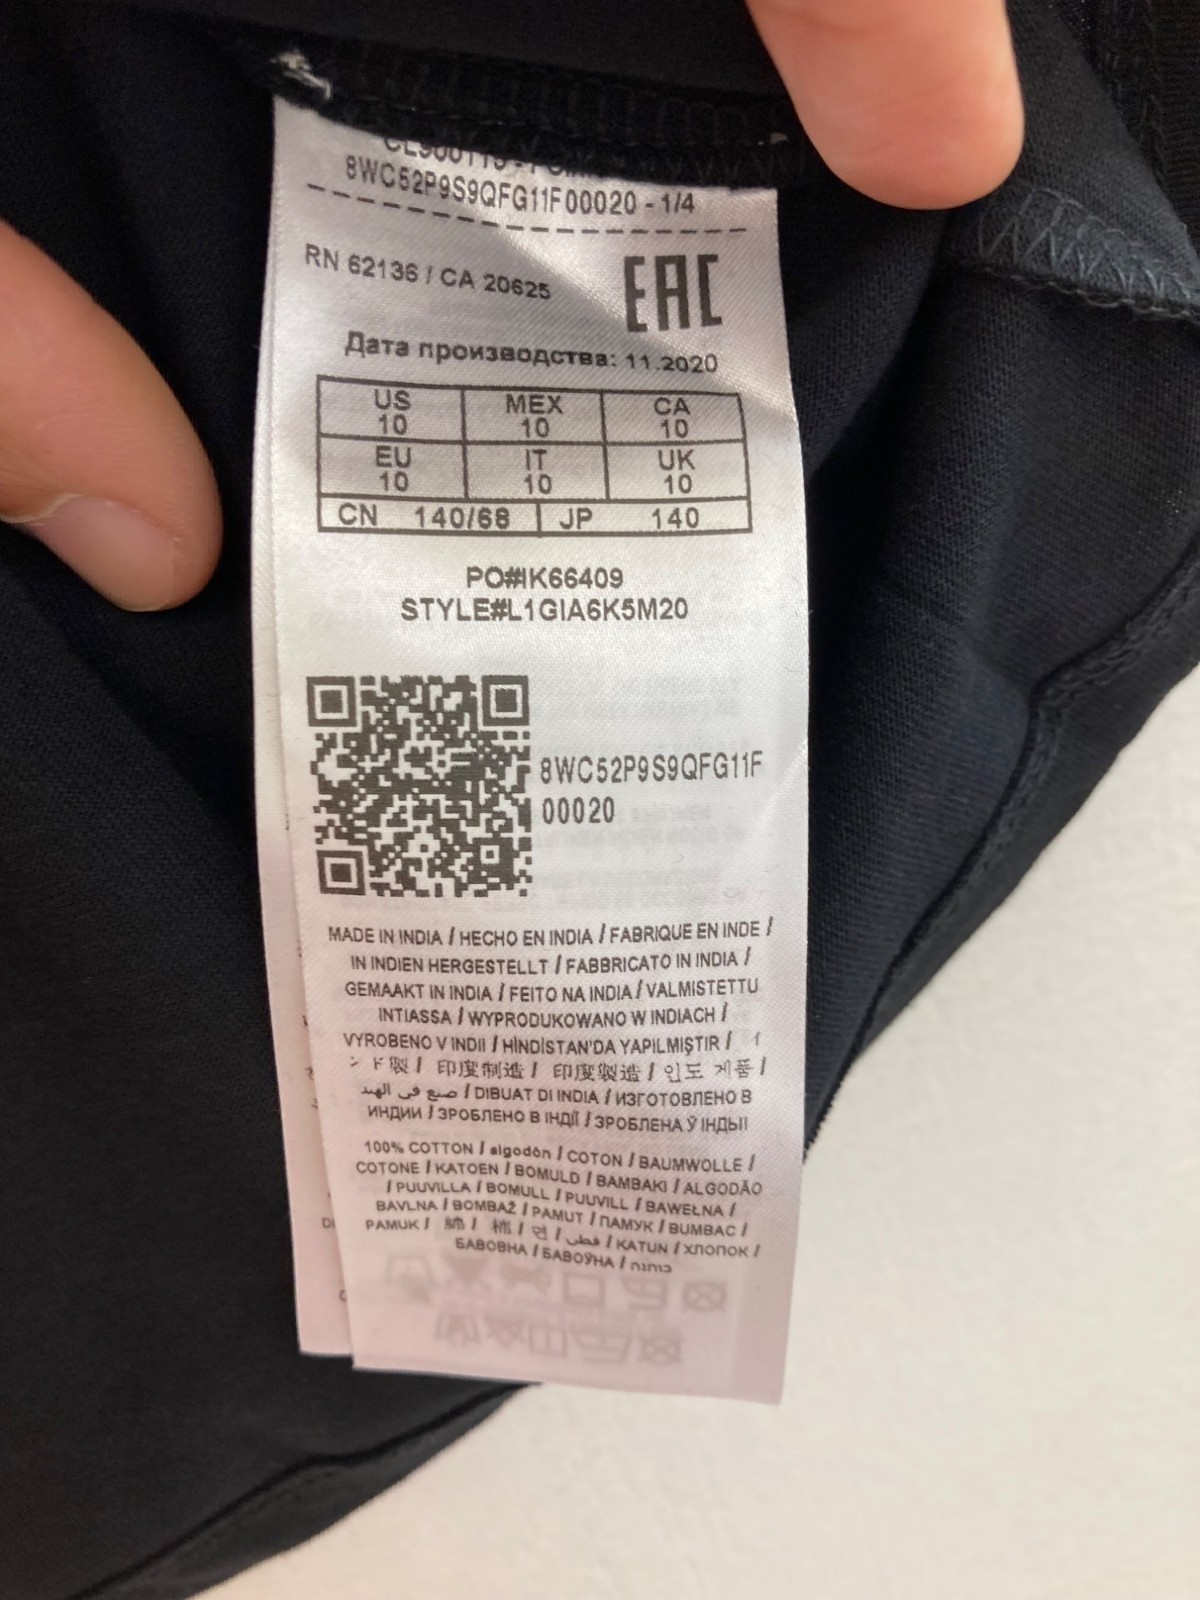 8WC52P9S9QFG11F00020 - 1/4
RN 62136 / CA 20625
EAC
Дата производства: 11.2020
US MEX CA
10 10 10
EU IT UK
10 10 10
CN 140/68 JP 140
PO#IK66409
STYLE#L1GIA6K5M20
8WC52P9S9QFG11F
00020
MADE IN INDIA / HECHO EN INDIA / FABRIQUE EN INDE /
IN INDIEN HERGESTELLT / FABBRICATO IN INDIA /
GEMAAKT IN INDIA / FEITO NA INDIA / VALMISTETTU
INTIASSA / WYPRODUKOWANO W INDIACH /
VYROBENO V INDII / HİNDİSTAN'DA YAPILMIŞTIR / イ
ンド製 / 印度制造 / 印度製造 / 인도 제품 /
صنع في الهند / DIBUAT DI INDIA / ИЗГОТОВЛЕНО В
ИНДИИ / ЗРОБЛЕНО В ІНДІЇ / ЗРОБЛЕНА Ў ІНДЫІ
100% COTTON / algodón / COTON / BAUMWOLLE /
COTONE / KATOEN / BOMULD / BAMBAKI / ALGODÃO
/ PUUVILLA / BOMULL / PUUVILL / BAWEŁNA /
BAVLNA / BOMBAŽ / PAMUT / ПАМУК / BUMBAC /
PAMUK / 綿 / 棉 / 면 / قطن / KATUN / ХЛОПОК /
БАВОВНА / БАВОЎНА / כותנה